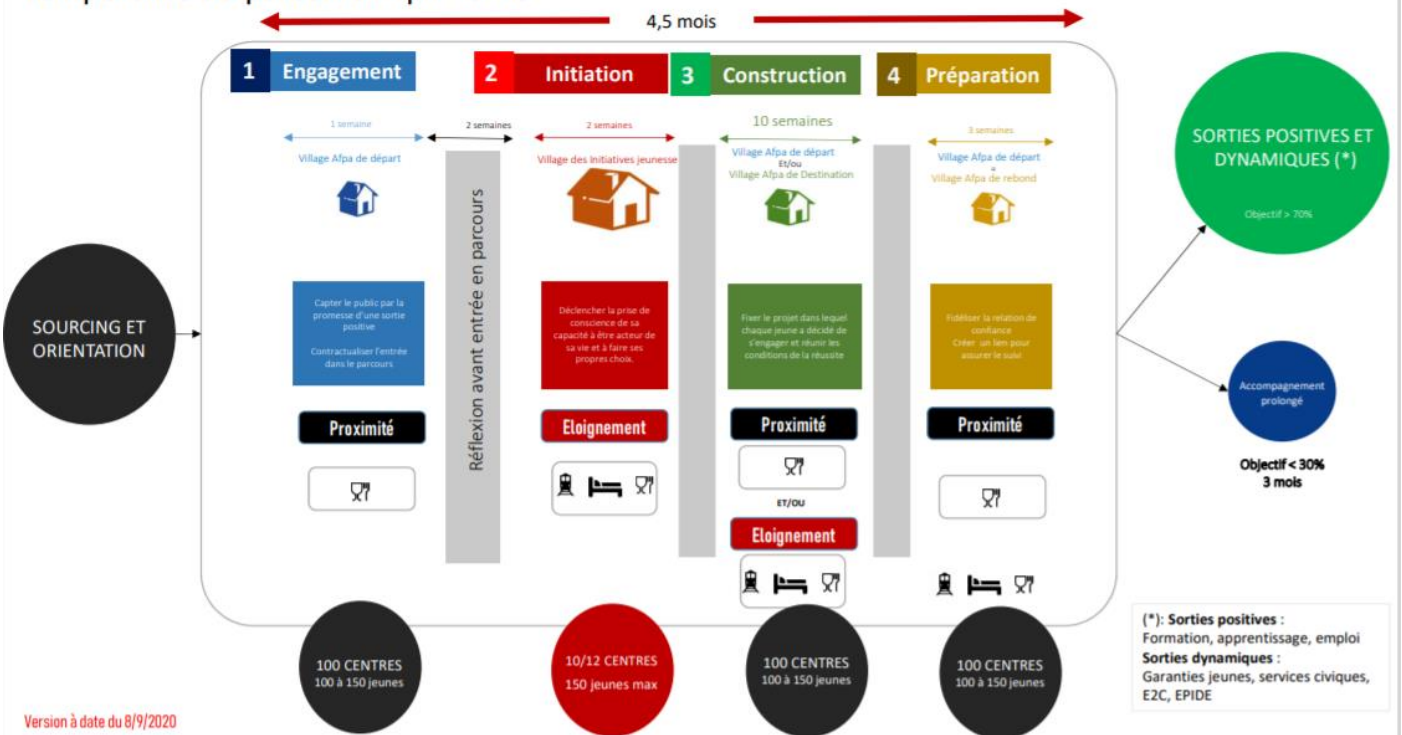 4,5 mois
1 Engagement
2 Initiation
3 Construction
4 Préparation
1 semaine
2 semaines
2 semaines
10 semaines
3 semaines
Village Afpa de départ
Village des Initiatives jeunesse
Village Afpa de départ
Et/ou
Village Afpa de Destination
Village Afpa de départ
Village Afpa de rebond
SOURCING ET
ORIENTATION
Réflexion avant entrée en parcours
Capter le public par la
promesse d'une sortie
positive
Contractualiser l'entrée
dans le parcours
Déclencher la prise de
conscience de sa
capacité à être acteur de
sa vie et à faire ses
propres choix.
Fixer le projet dans lequel
chaque jeune a décidé de
s'engager et réunir les
conditions de la réussite
Fidéliser la relation de
confiance
Créer un lien pour
assurer le suivi
Proximité
Eloignement
Proximité
ET/OU
Eloignement
Proximité
100 CENTRES
100 à 150 jeunes
10/12 CENTRES
150 jeunes max
100 CENTRES
100 à 150 jeunes
100 CENTRES
100 à 150 jeunes
SORTIES POSITIVES ET
DYNAMIQUES (*)
Objectif > 70%
Accompagnement
prolongé
Objectif < 30%
3 mois
(*): Sorties positives :
Formation, apprentissage, emploi
Sorties dynamiques :
Garanties jeunes, services civiques,
E2C, EPIDE
Version à date du 8/9/2020